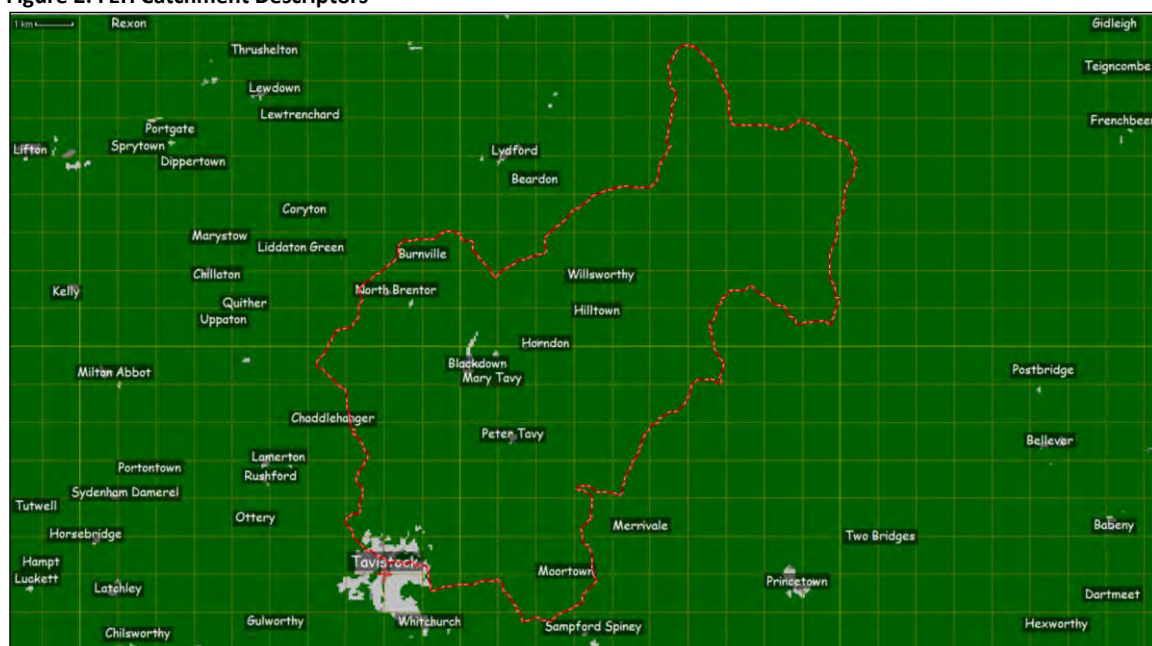 Figure 2: FEH Catchment Descriptors
1 km
Rexon
Gidleigh
Thrushelton
Teigncombe
Lewdown
Lewtrenchard
Frenchbeer
Portgate
Lifton
Sprytown
Lydford
Dippertown
Beardon
Coryton
Marystow
Liddaton Green
Burnville
Chillaton
Willsworthy
Kelly
North Brentor
Quither
Hilltown
Uppaton
Horndon
Blackdown
Milton Abbot
Mary Tavy
Postbridge
Chaddlehanger
Peter Tavy
Bellever
Lamerton
Portontown
Rushford
Sydenham Damerel
Tutwell
Ottery
Merrivale
Babeny
Horsebridge
Two Bridges
Hampt
Tavistock
Luckett
Latchley
Moortown
Princetown
Dartmeet
Gulworthy
Whitchurch
Sampford Spiney
Hexworthy
Chilsworthy